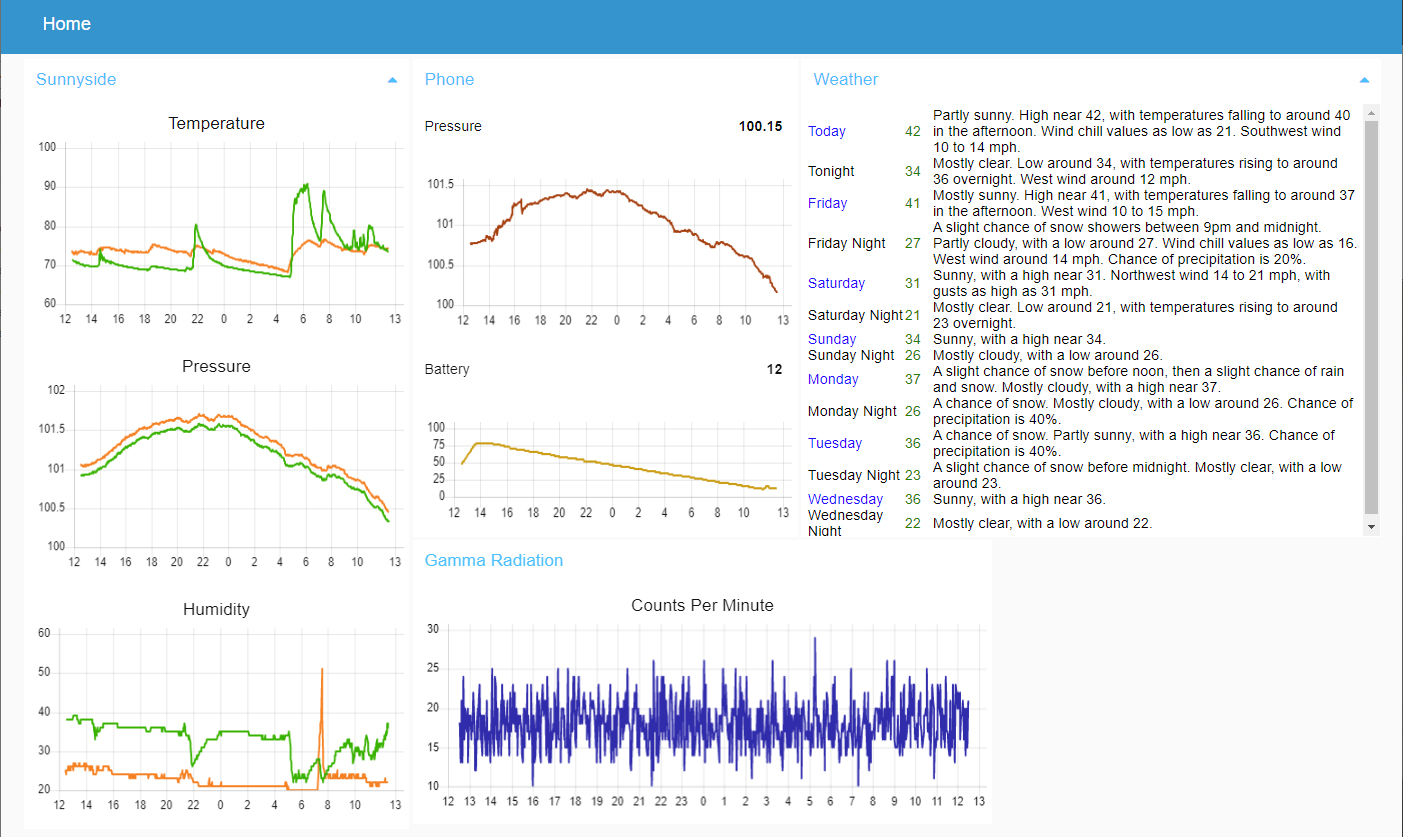 Home
Sunnyside
Temperature
100
90
80
70
60
12 14 16 18 20 22 0 2 4 6 8 10 13
Pressure
102
101.5
101
100.5
100
12 14 16 18 20 22 0 2 4 6 8 10 13
Humidity
60
50
40
30
20
12 14 16 18 20 22 0 2 4 6 8 10 13
Phone
Pressure 100.15
101.5
101
100.5
100
12 14 16 18 20 22 0 2 4 6 8 10 13
Battery 12
100
75
50
25
0
12 14 16 18 20 22 0 2 4 6 8 10 13
Weather
Today 42 Partly sunny. High near 42, with temperatures falling to around 40
in the afternoon. Wind chill values as low as 21. Southwest wind
10 to 14 mph.
Tonight 34 Mostly clear. Low around 34, with temperatures rising to around
36 overnight. West wind around 12 mph.
Friday 41 Mostly sunny. High near 41, with temperatures falling to around 37
in the afternoon. West wind 10 to 15 mph.
Friday Night 27 A slight chance of snow showers between 9pm and midnight.
Partly cloudy, with a low around 27. Wind chill values as low as 16.
West wind around 14 mph. Chance of precipitation is 20%.
Saturday 31 Sunny, with a high near 31. Northwest wind 14 to 21 mph, with
gusts as high as 31 mph.
Saturday Night 21 Mostly clear. Low around 21, with temperatures rising to around
23 overnight.
Sunday 34 Sunny, with a high near 34.
Sunday Night 26 Mostly cloudy, with a low around 26.
Monday 37 A slight chance of snow before noon, then a slight chance of rain
and snow. Mostly cloudy, with a high near 37.
Monday Night 26 A chance of snow. Mostly cloudy, with a low around 26. Chance of
precipitation is 40%.
Tuesday 36 A chance of snow. Partly sunny, with a high near 36. Chance of
precipitation is 40%.
Tuesday Night 23 A slight chance of snow before midnight. Mostly clear, with a low
around 23.
Wednesday 36 Sunny, with a high near 36.
Wednesday
Night 22 Mostly clear, with a low around 22.
Gamma Radiation
Counts Per Minute
30
25
20
15
10
12 13 14 15 16 17 18 19 20 21 22 23 0 1 2 3 4 5 6 7 8 9 10 11 12 13